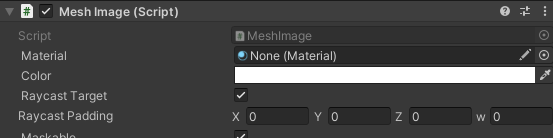 Mesh Image (Script)
Script MeshImage
Material None (Material)
Color
Raycast Target
Raycast Padding X 0 Y 0 Z 0 w 0
Maskable